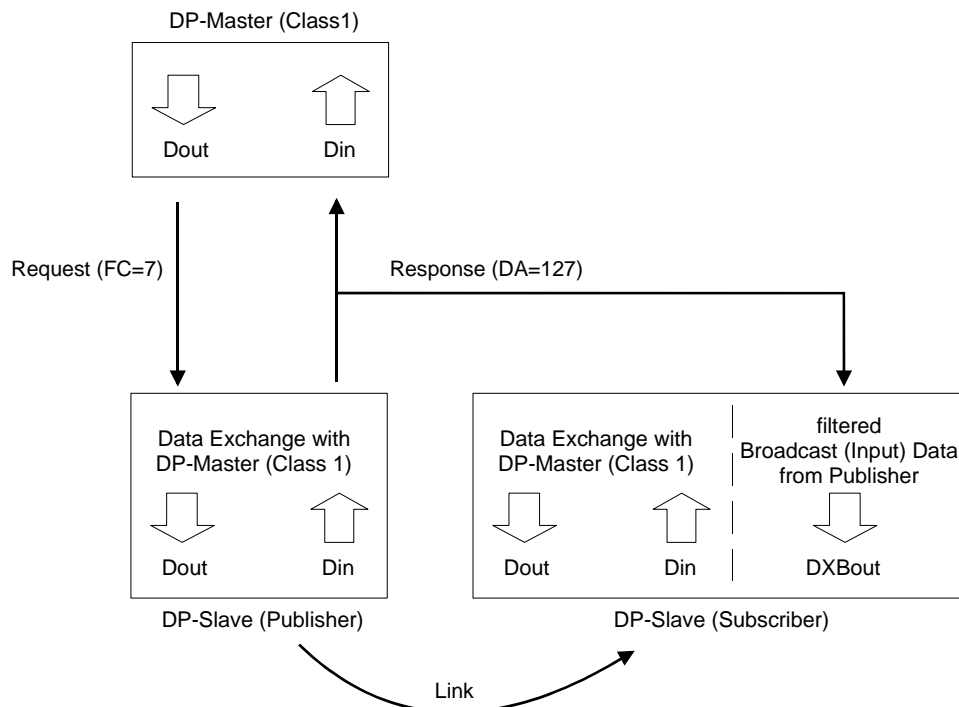 DP-Master (Class1)
Dout
Din
Request (FC=7)
Response (DA=127)
Data Exchange with
DP-Master (Class 1)
Dout
Din
Data Exchange with
DP-Master (Class 1)
Dout
Din
filtered
Broadcast (Input) Data
from Publisher
DXBout
DP-Slave (Publisher)
DP-Slave (Subscriber)
Link